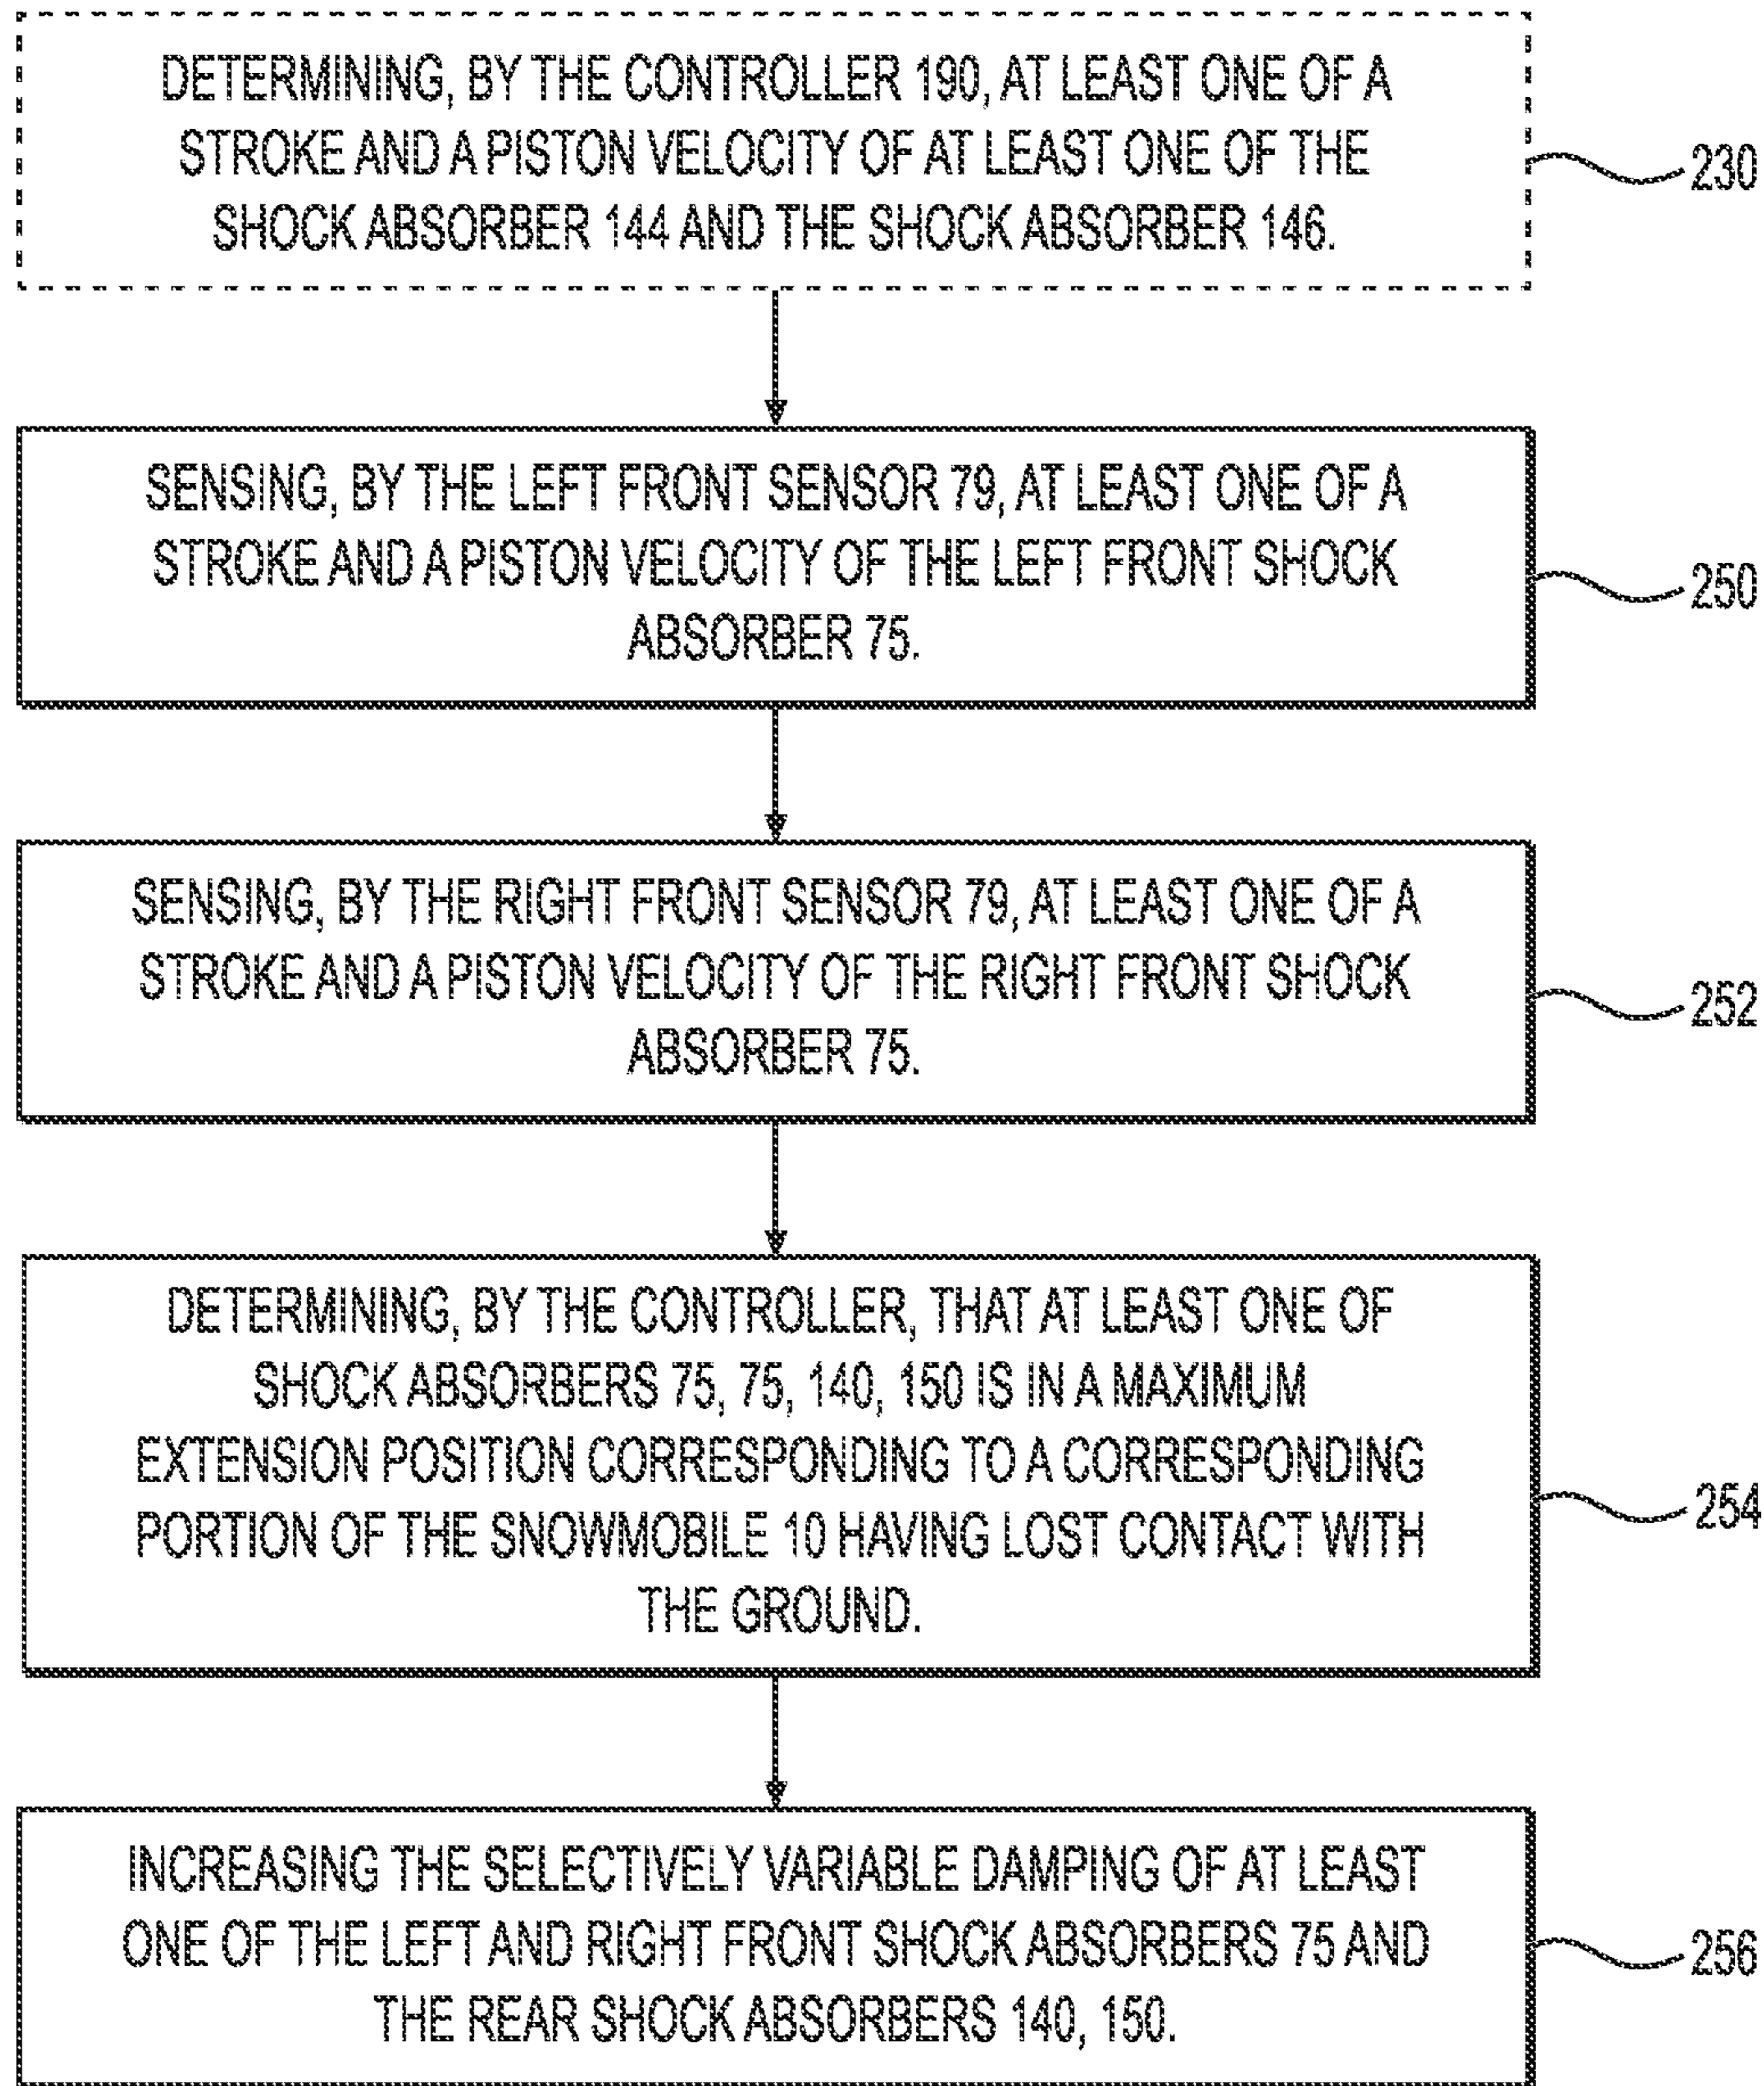 DETERMINING, BY THE CONTROLLER 190, AT LEAST ONE OF A
STROKE AND A PISTON VELOCITY OF AT LEAST ONE OF THE
SHOCK ABSORBER 144 AND THE SHOCK ABSORBER 146.
230
SENSING, BY THE LEFT FRONT SENSOR 79, AT LEAST ONE OF A
STROKE AND A PISTON VELOCITY OF THE LEFT FRONT SHOCK
ABSORBER 75.
250
SENSING, BY THE RIGHT FRONT SENSOR 79, AT LEAST ONE OF A
STROKE AND A PISTON VELOCITY OF THE RIGHT FRONT SHOCK
ABSORBER 75.
252
DETERMINING, BY THE CONTROLLER, THAT AT LEAST ONE OF
SHOCK ABSORBERS 75, 75, 140, 150 IS IN A MAXIMUM
EXTENSION POSITION CORRESPONDING TO A CORRESPONDING
PORTION OF THE SNOWMOBILE 10 HAVING LOST CONTACT WITH
THE GROUND.
254
INCREASING THE SELECTIVELY VARIABLE DAMPING OF AT LEAST
ONE OF THE LEFT AND RIGHT FRONT SHOCK ABSORBERS 75 AND
THE REAR SHOCK ABSORBERS 140, 150.
256